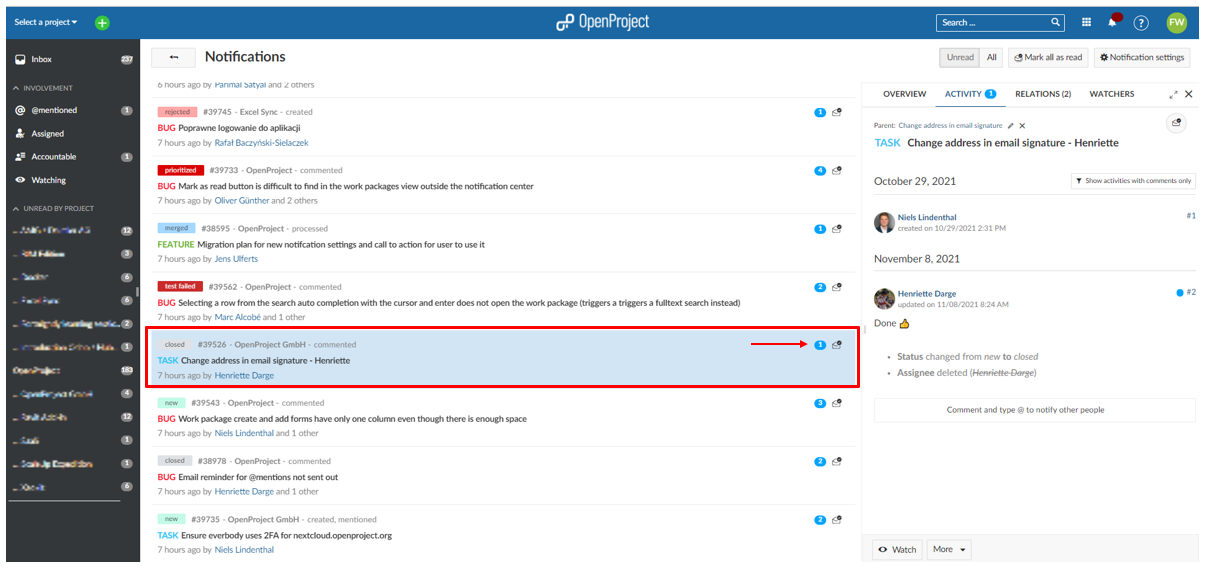 Select a project
OpenProject
Search ...
?
FW
Inbox
237
INVOLVEMENT
@mentioned
1
Assigned
Accountable
1
Watching
UNREAD BY PROJECT
12
3
6
6
2
1
OpenProject
183
4
12
1
1
6
Notifications
Unread
All
Mark all as read
Notification settings
6 hours ago by Parimal Satyal and 2 others
rejected #39745 - Excel Sync - created
1
BUG Poprawne logowanie do aplikacji
7 hours ago by Rafał Baczyński-Sielaczek
prioritized #39733 - OpenProject - commented
4
BUG Mark as read button is difficult to find in the work packages view outside the notification center
7 hours ago by Oliver Günther and 2 others
merged #38595 - OpenProject - processed
1
FEATURE Migration plan for new notifcation settings and call to action for user to use it
7 hours ago by Jens Ulferts
test failed #39562 - OpenProject - commented
2
BUG Selecting a row from the search auto completion with the cursor and enter does not open the work package (triggers a triggers a fulltext search instead)
7 hours ago by Marc Alcobé and 1 other
closed #39526 - OpenProject GmbH - commented
1
TASK Change address in email signature - Henriette
7 hours ago by Henriette Darge
new #39543 - OpenProject - commented
3
BUG Work package create and add forms have only one column even though there is enough space
7 hours ago by Niels Lindenthal and 1 other
closed #38978 - OpenProject - commented
2
BUG Email reminder for @mentions not sent out
7 hours ago by Henriette Darge and 1 other
new #39735 - OpenProject GmbH - created, mentioned
2
TASK Ensure everbody uses 2FA for nextcloud.openproject.org
7 hours ago by Niels Lindenthal
OVERVIEW
ACTIVITY 1
RELATIONS (2)
WATCHERS
Parent: Change address in email signature
TASK Change address in email signature - Henriette
October 29, 2021
Show activities with comments only
Niels Lindenthal
#1
created on 10/29/2021 2:31 PM
November 8, 2021
Henriette Darge
#2
updated on 11/08/2021 8:24 AM
Done 👍
• Status changed from new to closed
• Assignee deleted (Henriette Darge)
Comment and type @ to notify other people
Watch
More